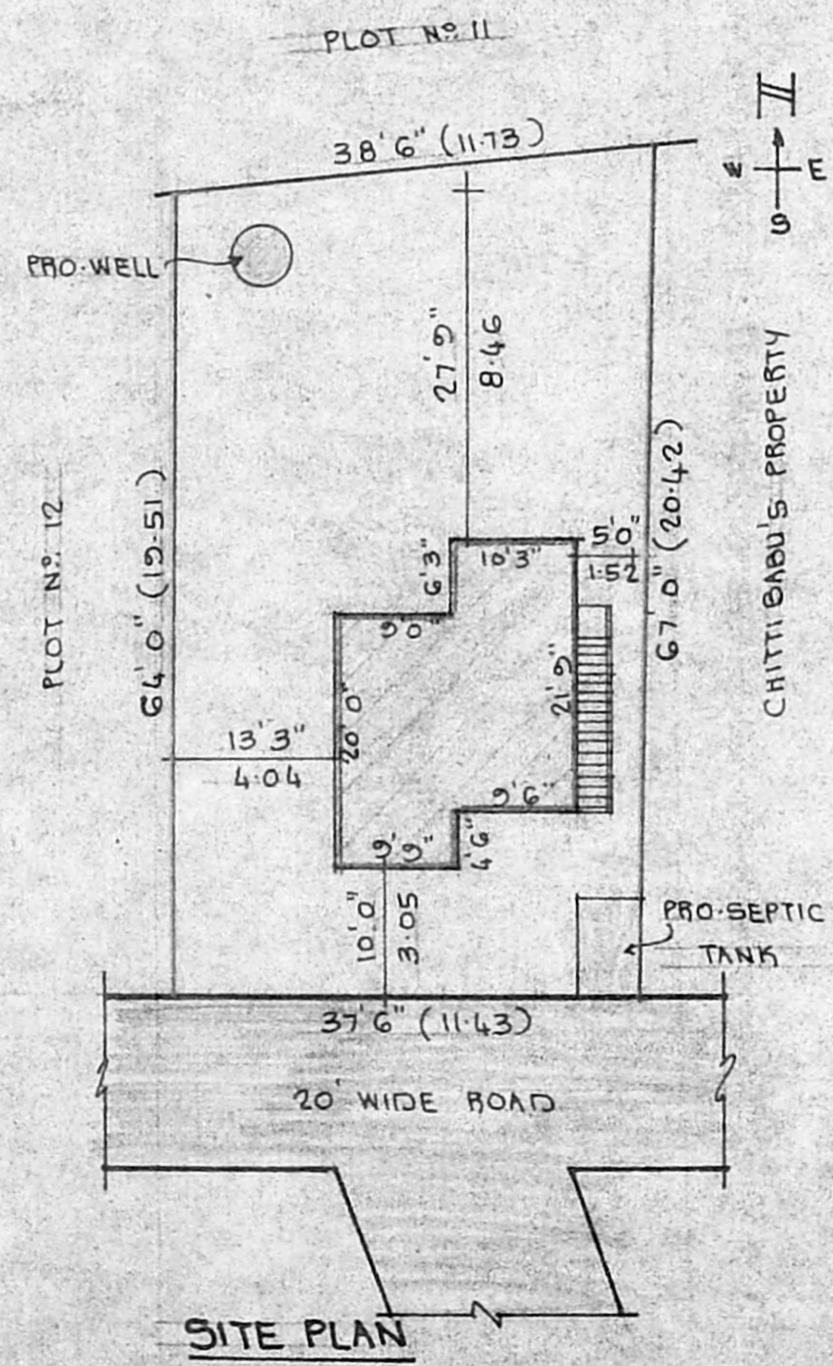 PLOT Nº 11
N
W E
S
38'6" (11.73)
PRO.WELL
27'9"
8.46
PLOT Nº 12
64'0" (19.51)
67'0" (20.42)
CHITTI BABU'S PROPERTY
5'0"
1.52
10'3"
6'3"
9'0"
20'0"
21'9"
13'3"
4.04
9'6"
4'6"
9'9"
10'0"
3.05
PRO.SEPTIC
TANK
37'6" (11.43)
20' WIDE ROAD
SITE PLAN